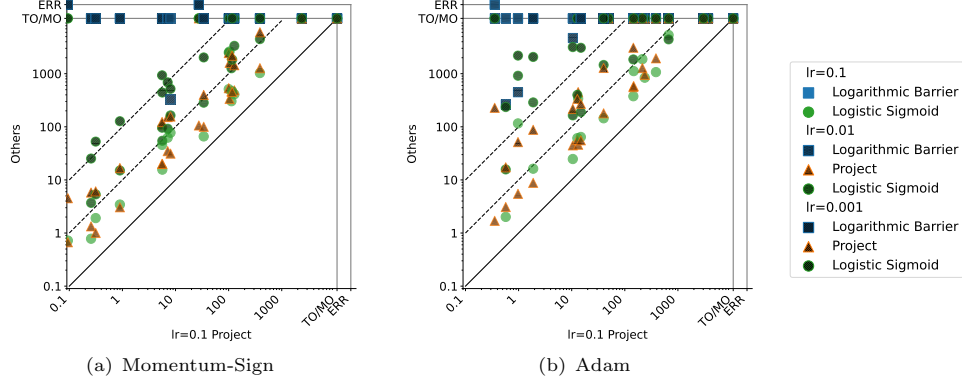 ERR
TO/MO
1000
100
10
1
0.1
Others
0.1
1
10
100
1000
TO/MO
ERR
lr=0.1 Project
(a) Momentum-Sign
ERR
TO/MO
1000
100
10
1
0.1
Others
0.1
1
10
100
1000
TO/MO
ERR
lr=0.1 Project
(b) Adam
lr=0.1
Logarithmic Barrier
Logistic Sigmoid
lr=0.01
Logarithmic Barrier
Project
Logistic Sigmoid
lr=0.001
Logarithmic Barrier
Project
Logistic Sigmoid